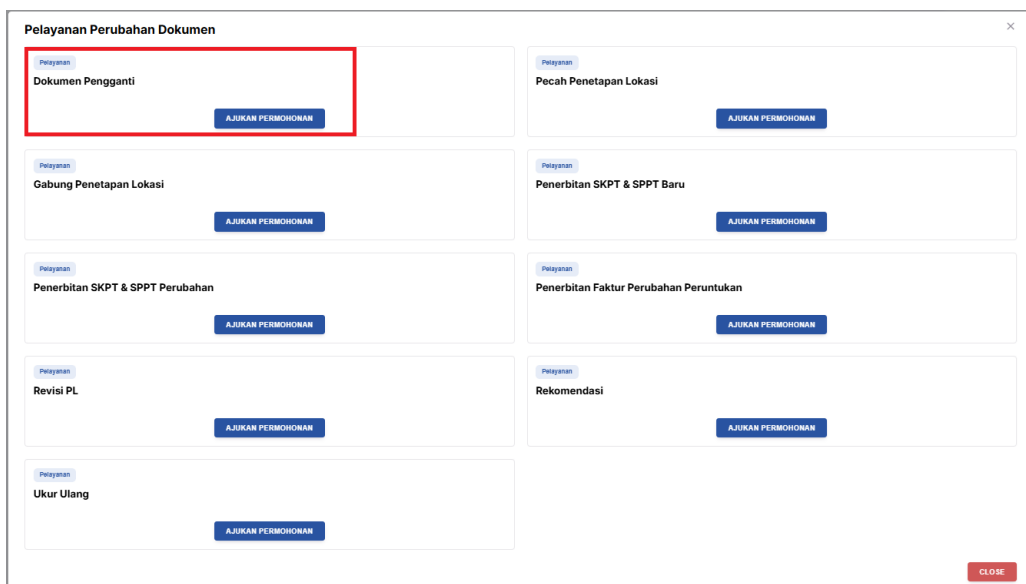 Pelayanan Perubahan Dokumen
×
Pelayanan
Dokumen Pengganti
AJUKAN PERMOHONAN
Pelayanan
Pecah Penetapan Lokasi
AJUKAN PERMOHONAN
Pelayanan
Gabung Penetapan Lokasi
AJUKAN PERMOHONAN
Pelayanan
Penerbitan SKPT & SPPT Baru
AJUKAN PERMOHONAN
Pelayanan
Penerbitan SKPT & SPPT Perubahan
AJUKAN PERMOHONAN
Pelayanan
Penerbitan Faktur Perubahan Peruntukan
AJUKAN PERMOHONAN
Pelayanan
Revisi PL
AJUKAN PERMOHONAN
Pelayanan
Rekomendasi
AJUKAN PERMOHONAN
Pelayanan
Ukur Ulang
AJUKAN PERMOHONAN
CLOSE